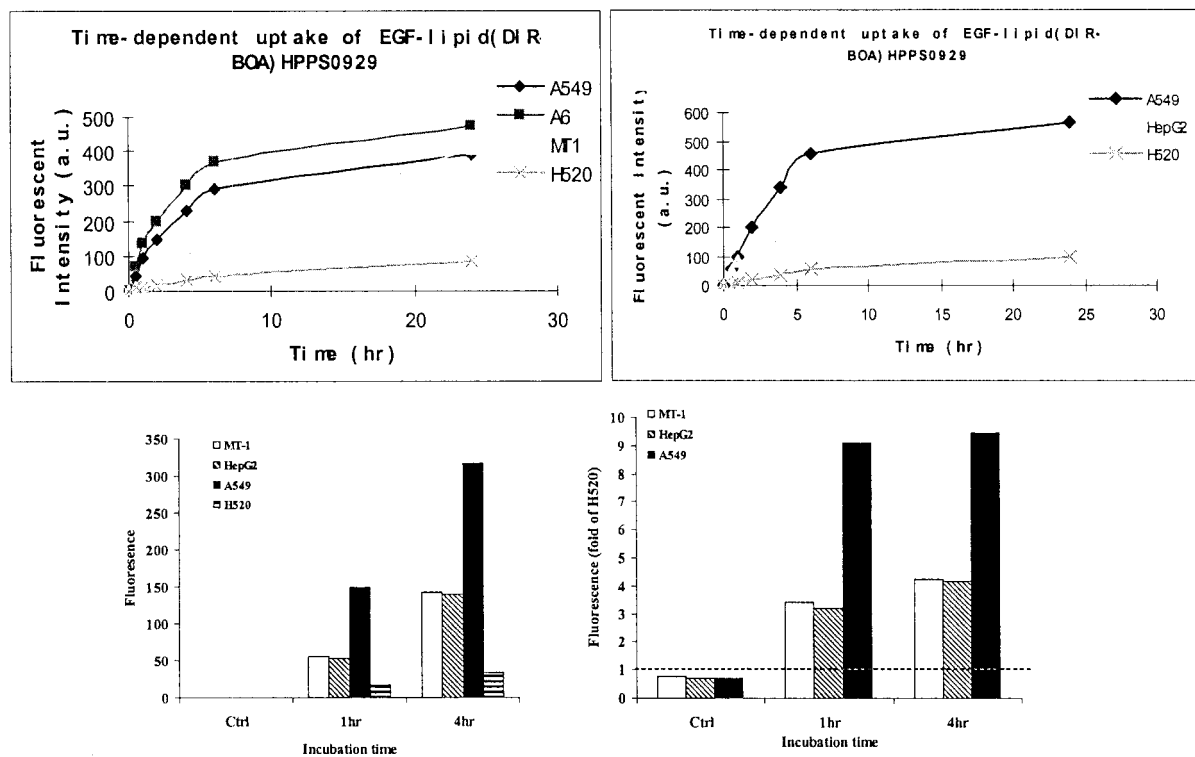 Time-dependent uptake of EGF-lipid(DiR-
BOA)HPPS0929
A549
A6
MT1
H520
Fluorescent
Intensity (a.u.)
500
400
300
200
100
0
0
10
20
30
Time (hr)
Time-dependent uptake of EGF-lipid(DiR-
BOA)HPPS0929
A549
HepG2
H520
Fluorescent Intensity
(a.u.)
600
500
400
300
200
100
0
0
5
10
15
20
25
30
Time (hr)
MT-1
HepG2
A549
H520
Fluoresence
350
300
250
200
150
100
50
0
Ctrl
1hr
4hr
Incubation time
MT-1
HepG2
A549
Fluorescence (fold of H520)
10
9
8
7
6
5
4
3
2
1
0
Ctrl
1hr
4hr
Incubation time